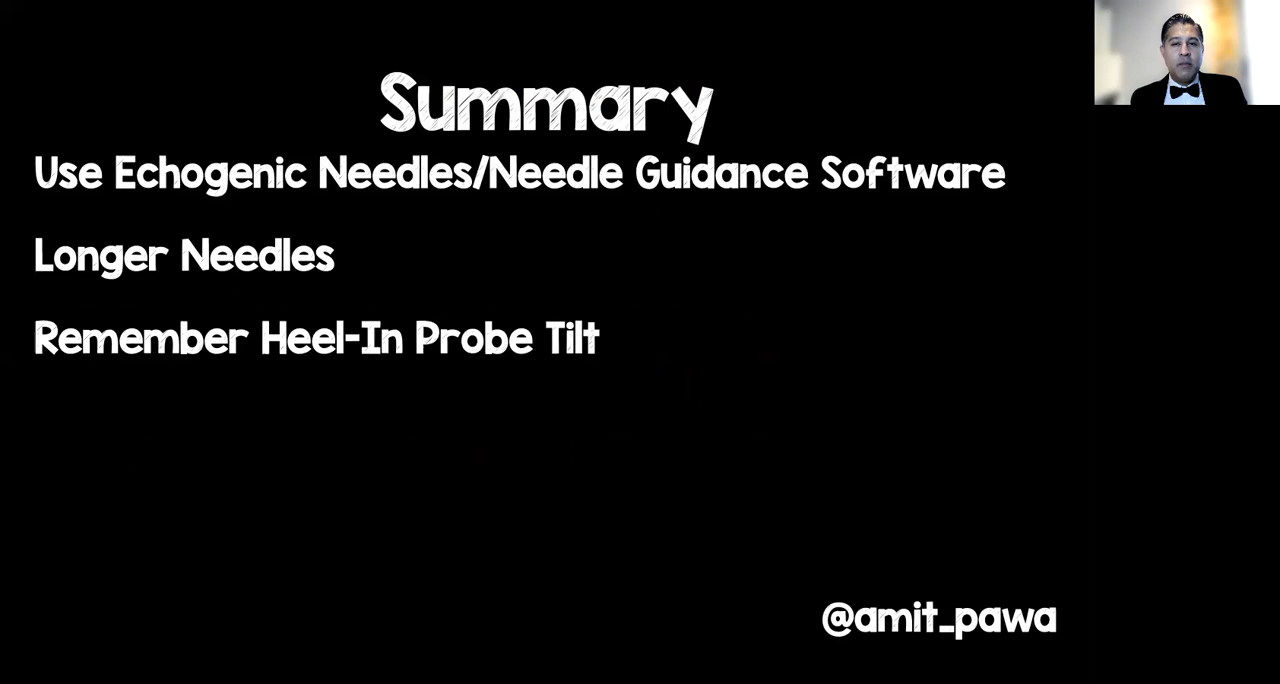 Summary
Use Echogenic Needles/Needle Guidance Software
Longer Needles
Remember Heel-In Probe Tilt
@amit_pawa